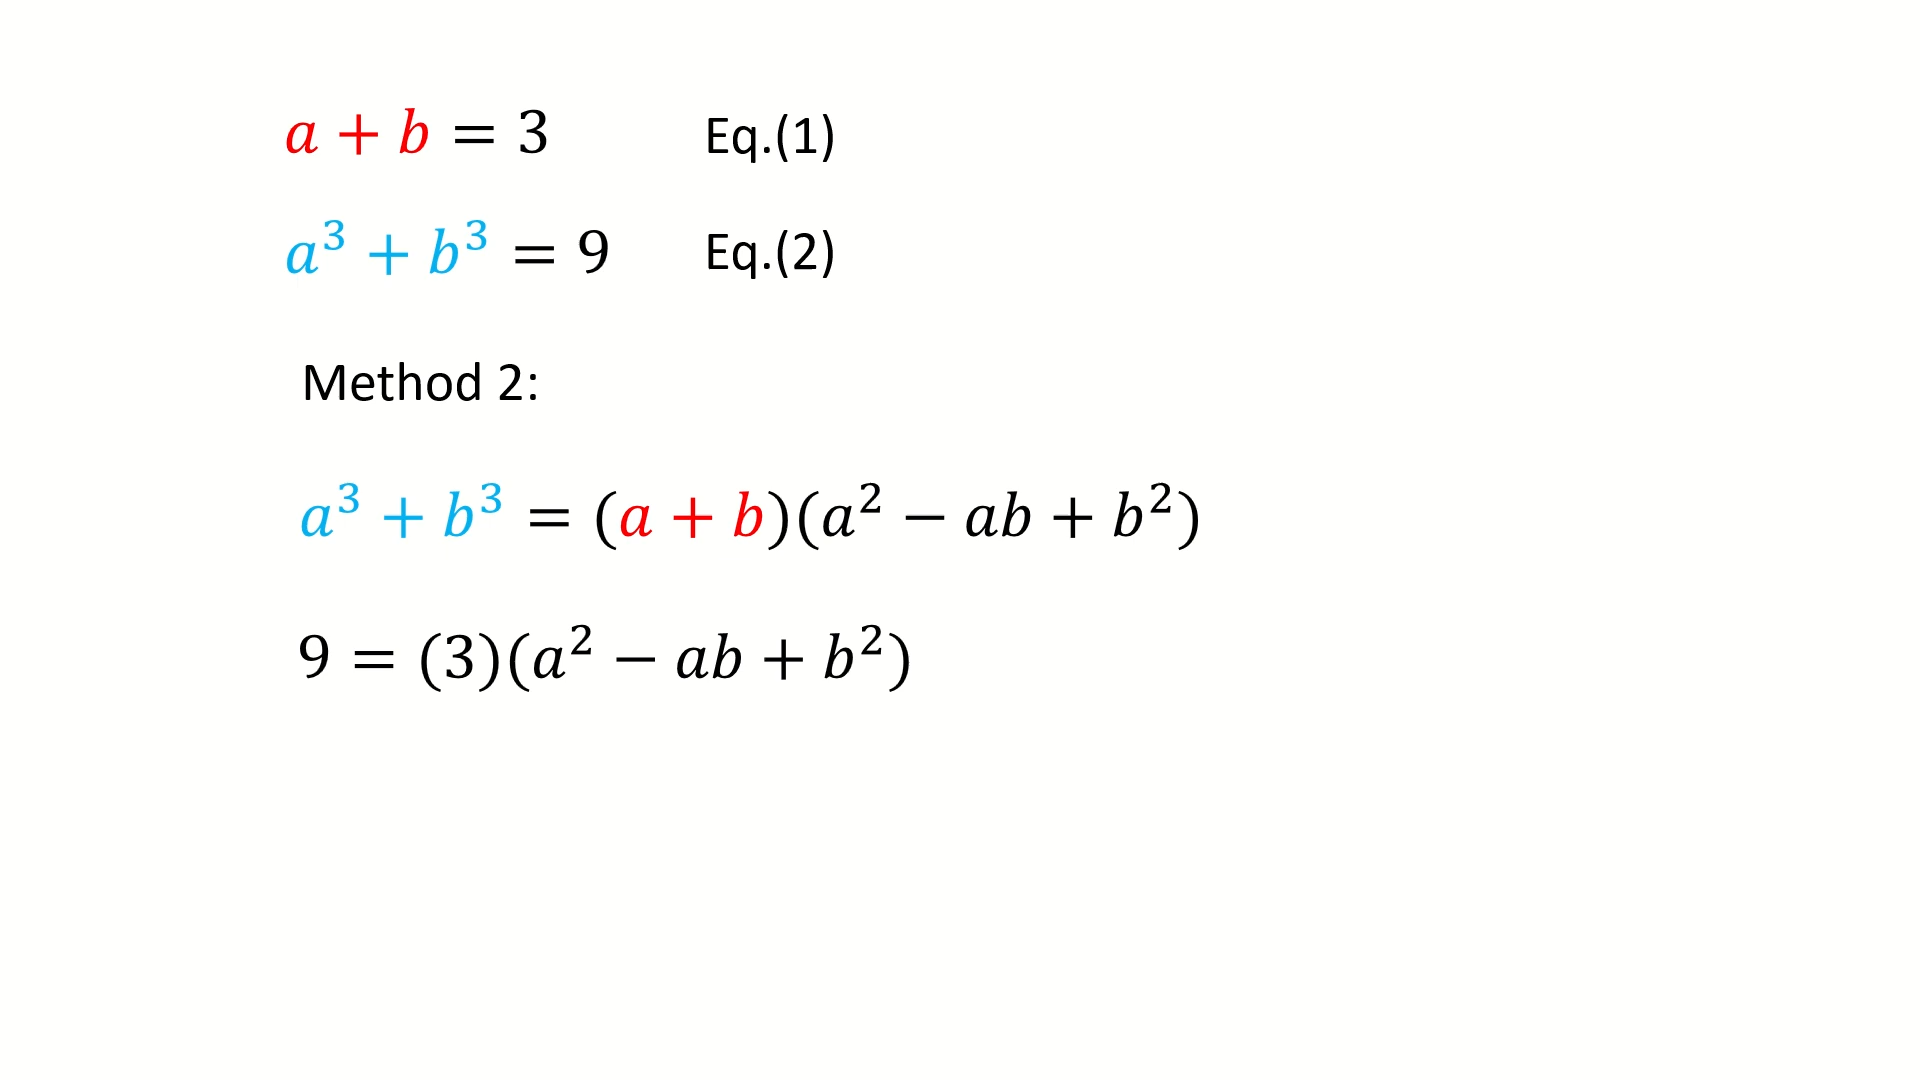 a + b = 3 Eq.(1)
a³ + b³ = 9 Eq.(2)
Method 2:
a³ + b³ = (a + b)(a² − ab + b²)
9 = (3)(a² − ab + b²)